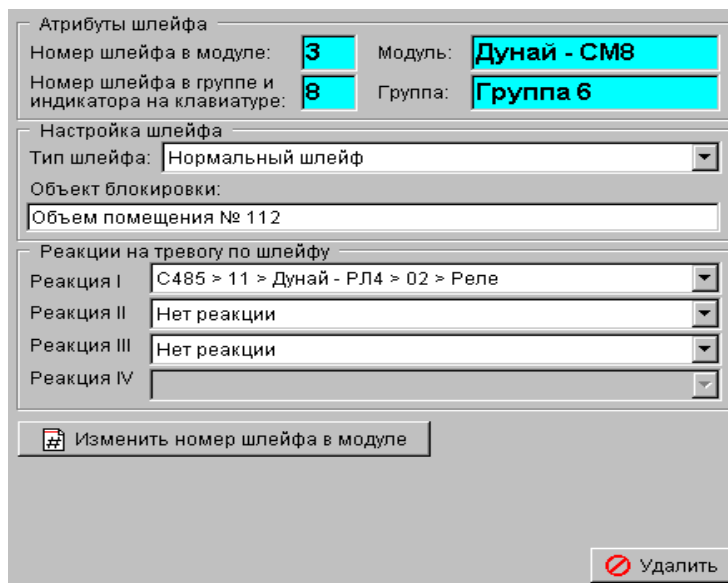 Атрибуты шлейфа
Номер шлейфа в модуле: 3 Модуль: Дунай - СМ8
Номер шлейфа в группе и
индикатора на клавиатуре: 8 Группа: Группа 6
Настройка шлейфа
Тип шлейфа: Нормальный шлейф
Объект блокировки:
Объем помещения № 112
Реакции на тревогу по шлейфу
Реакция I С485 > 11 > Дунай - РЛ4 > 02 > Реле
Реакция II Нет реакции
Реакция III Нет реакции
Реакция IV
# Изменить номер шлейфа в модуле
Удалить